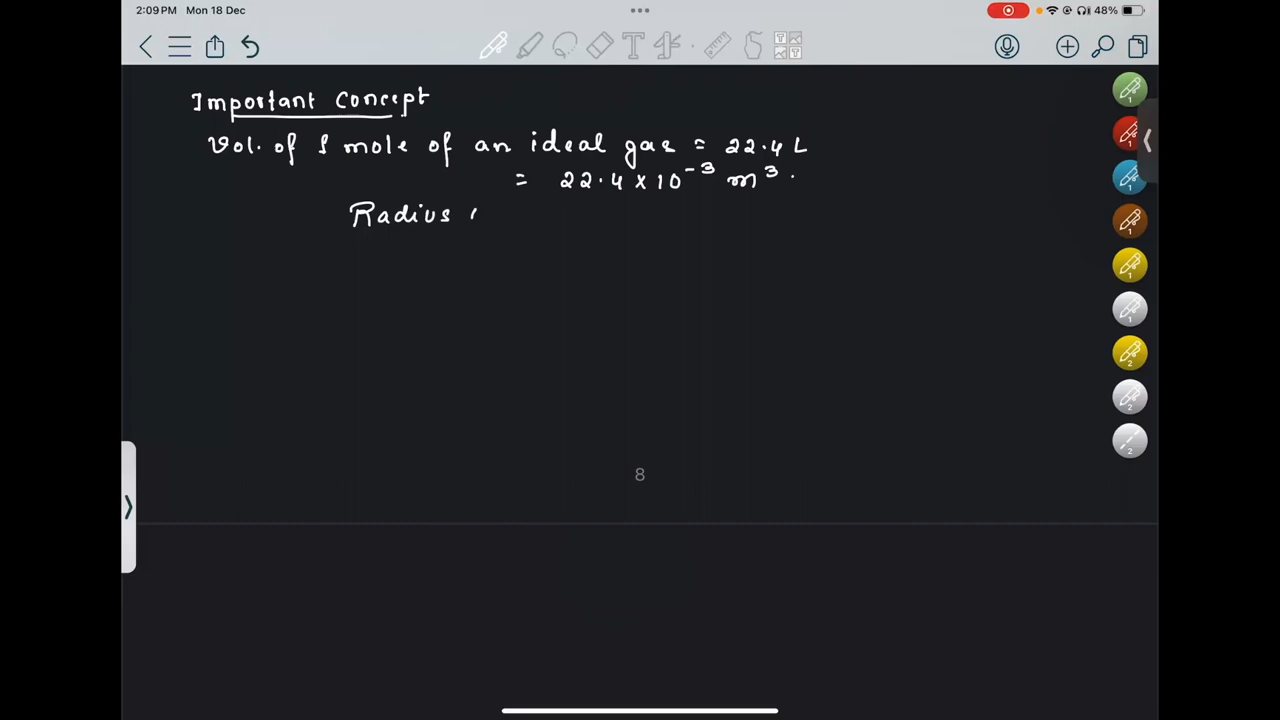 2:09 PM Mon 18 Dec
48%
Important Concept
Vol. of 1 mole of an ideal gas = 22.4 L
= 22.4 × 10⁻³ m³.
Radius
8